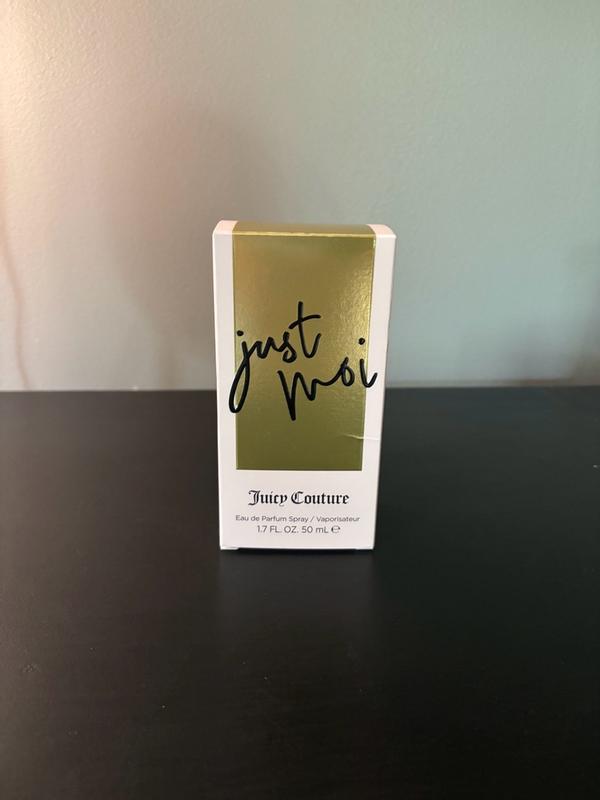 just
moi
Juicy Couture
Eau de Parfum Spray / Vaporisateur
1.7 FL. OZ. 50 mL ℮